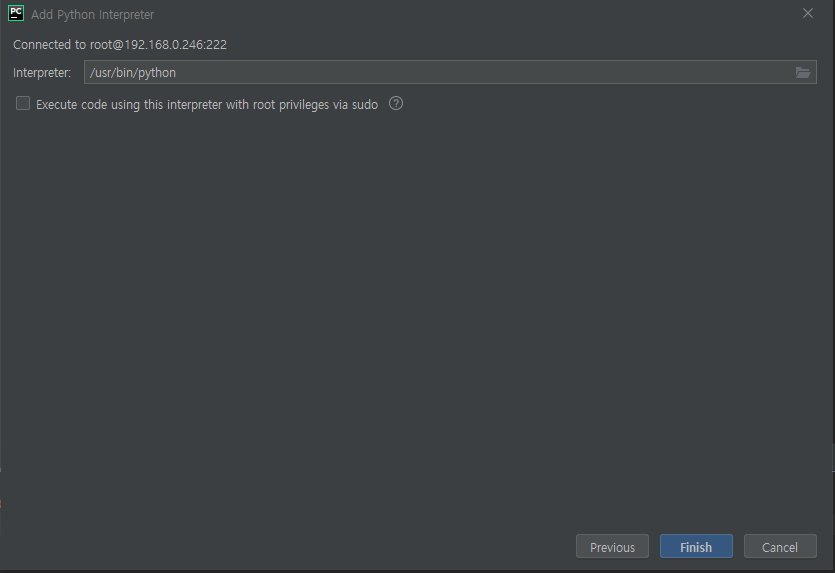 PC
Add Python Interpreter
Connected to root@192.168.0.246:222
Interpreter: /usr/bin/python
Execute code using this interpreter with root privileges via sudo ?
Previous Finish Cancel